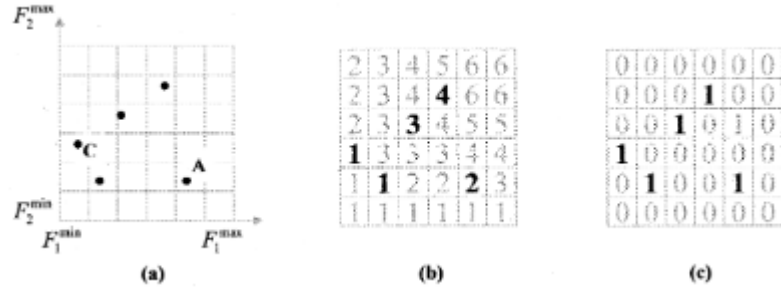 F₂ᵐᵃˣ
C
A
F₂ᵐⁱⁿ
F₁ᵐⁱⁿ F₁ᵐᵃˣ
(a)
2 3 4 5 6 6
2 3 4 4 6 6
2 3 3 4 5 5
1 3 3 3 4 4
1 1 2 2 2 3
1 1 1 1 1 1
(b)
0 0 0 0 0 0
0 0 0 1 0 0
0 0 1 0 1 0
1 0 0 0 0 0
0 1 0 0 1 0
0 0 0 0 0 0
(c)